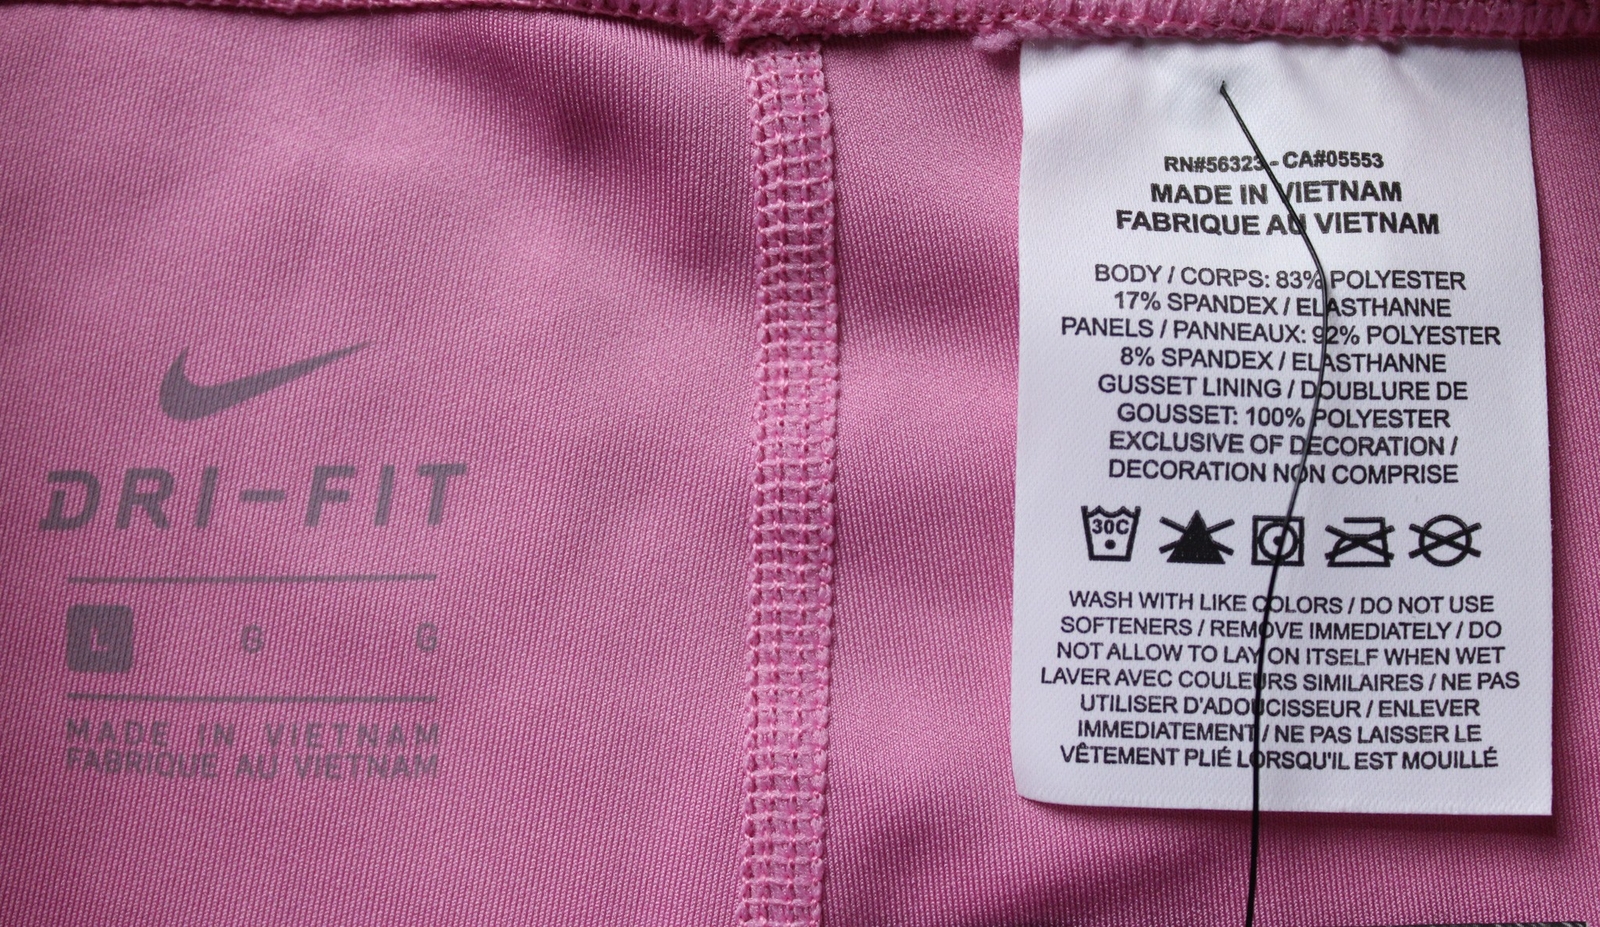 DRI-FIT
L G G
MADE IN VIETNAM
FABRIQUE AU VIETNAM
RN#56323 - CA#05553
MADE IN VIETNAM
FABRIQUE AU VIETNAM
BODY / CORPS: 83% POLYESTER
17% SPANDEX / ELASTHANNE
PANELS / PANNEAUX: 92% POLYESTER
8% SPANDEX / ELASTHANNE
GUSSET LINING / DOUBLURE DE
GOUSSET: 100% POLYESTER
EXCLUSIVE OF DECORATION /
DECORATION NON COMPRISE
30C
WASH WITH LIKE COLORS / DO NOT USE
SOFTENERS / REMOVE IMMEDIATELY / DO
NOT ALLOW TO LAY ON ITSELF WHEN WET
LAVER AVEC COULEURS SIMILAIRES / NE PAS
UTILISER D'ADOUCISSEUR / ENLEVER
IMMEDIATEMENT / NE PAS LAISSER LE
VÊTEMENT PLIÉ LORSQU'IL EST MOUILLÉ